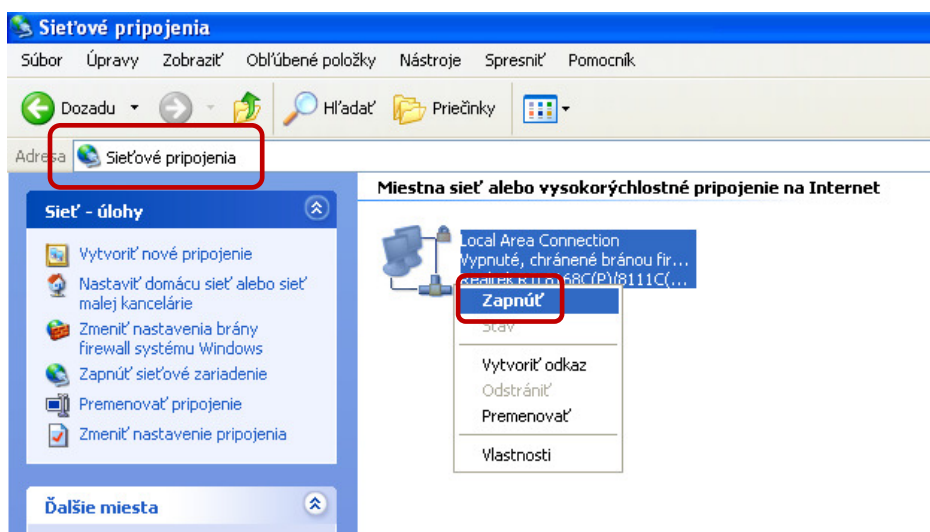 Sieťové pripojenia
Súbor Úpravy Zobraziť Obľúbené položky Nástroje Spresniť Pomocník
Dozadu Hľadať Priečinky
Adresa Sieťové pripojenia
Sieť - úlohy
Vytvoriť nové pripojenie
Nastaviť domácu sieť alebo sieť
malej kancelárie
Zmeniť nastavenia brány
firewall systému Windows
Zapnúť sieťové zariadenie
Premenovať pripojenie
Zmeniť nastavenie pripojenia
Ďalšie miesta
Miestna sieť alebo vysokorýchlostné pripojenie na Internet
Local Area Connection
Vypnuté, chránené bránou fir...
Realtek RTL8168C(P)/8111C(...
Zapnúť
Stav
Vytvoriť odkaz
Odstrániť
Premenovať
Vlastnosti